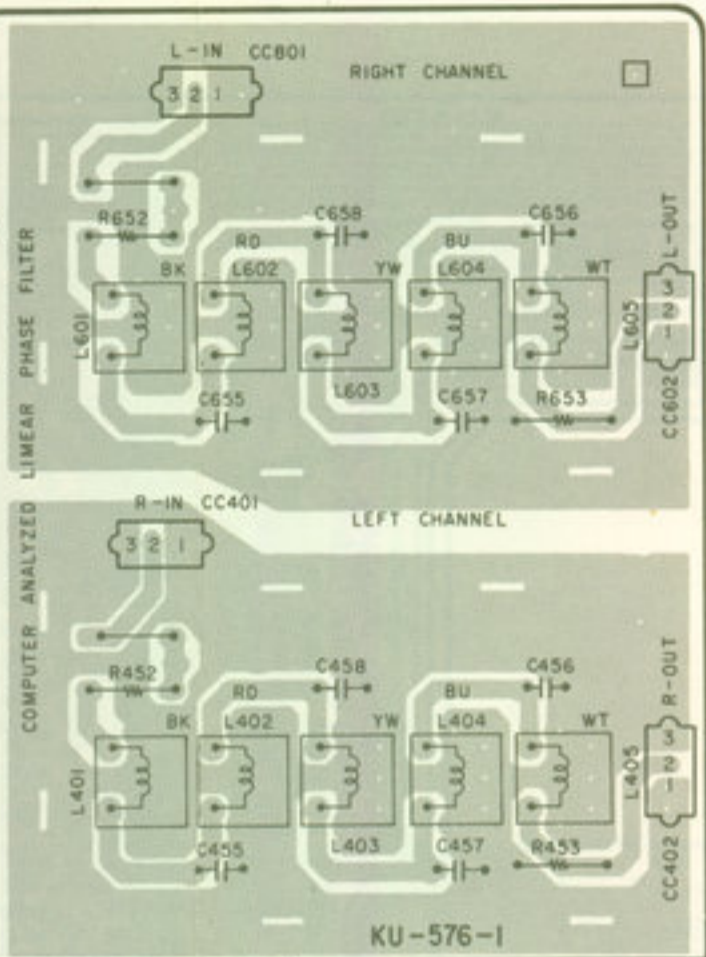 L-IN CC801
RIGHT CHANNEL
3 2 1
R652
C658
C656
RD
BU
BK
L602
YW
L604
WT
L-OUT
L601
L605
3
2
1
L603
C655
C657
R653
CC602
COMPUTER ANALYZED LIMEAR PHASE FILTER
R-IN CC401
LEFT CHANNEL
3 2 1
R452
C458
C456
RD
BU
BK
L402
YW
L404
WT
R-OUT
L401
L405
3
2
1
L403
C455
C457
R453
CC402
KU-576-1